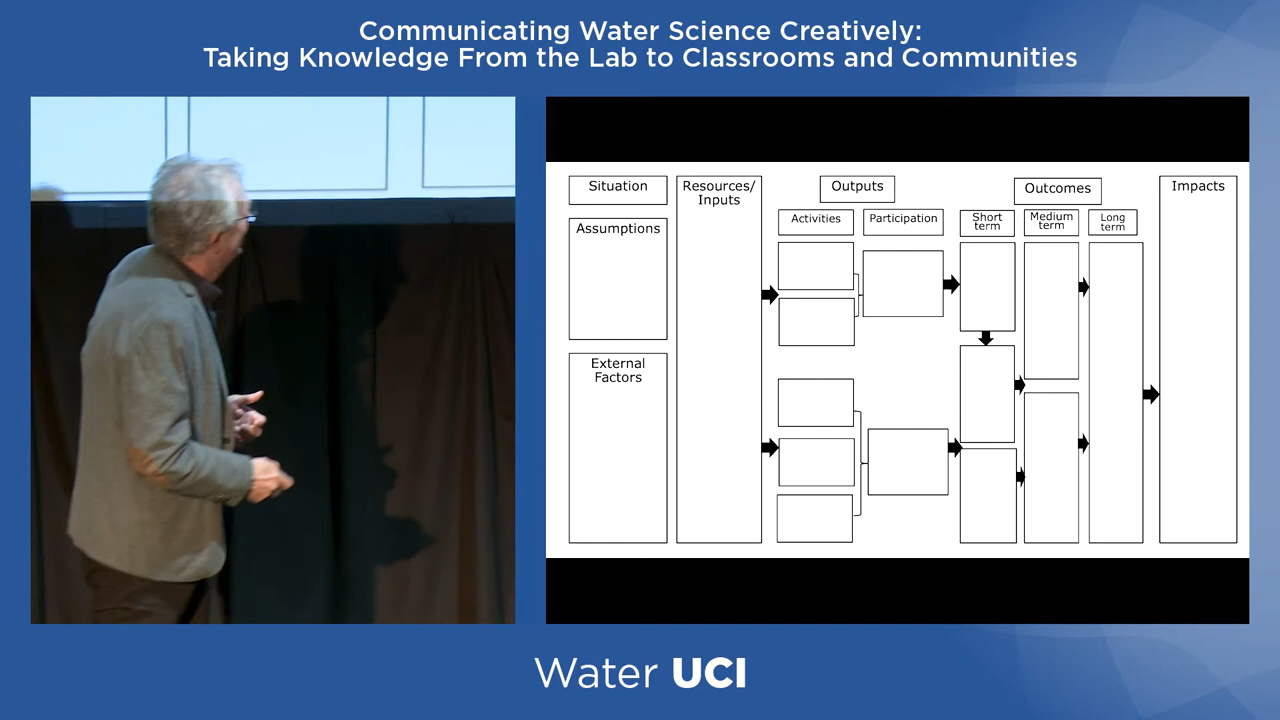 Communicating Water Science Creatively:
Taking Knowledge From the Lab to Classrooms and Communities
Situation
Assumptions
External
Factors
Resources/
Inputs
Outputs
Activities
Participation
Outcomes
Short
term
Medium
term
Long
term
Impacts
Water UCI